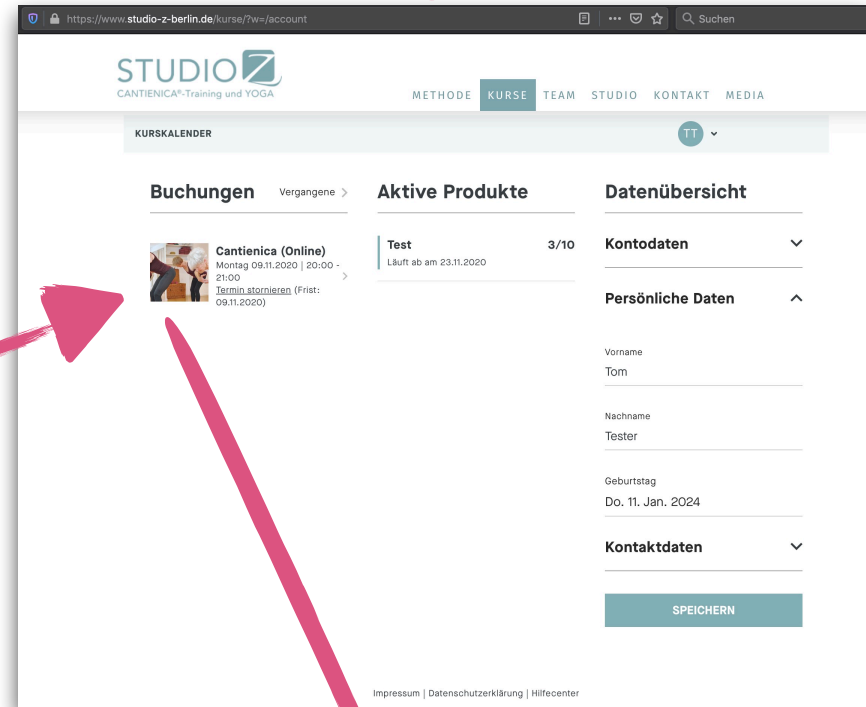 https://www.studio-z-berlin.de/kurse/?w=/account
Suchen
STUDIO Z
CANTIENICA®-Training und YOGA
METHODE KURSE TEAM STUDIO KONTAKT MEDIA
KURSKALENDER
TT
Buchungen
Vergangene
Cantienica (Online)
Montag 09.11.2020 | 20:00 -
21:00
Termin stornieren (Frist:
09.11.2020)
Aktive Produkte
Test 3/10
Läuft ab am 23.11.2020
Datenübersicht
Kontodaten
Persönliche Daten
Vorname
Tom
Nachname
Tester
Geburtstag
Do. 11. Jan. 2024
Kontaktdaten
SPEICHERN
Impressum | Datenschutzerklärung | Hilfecenter